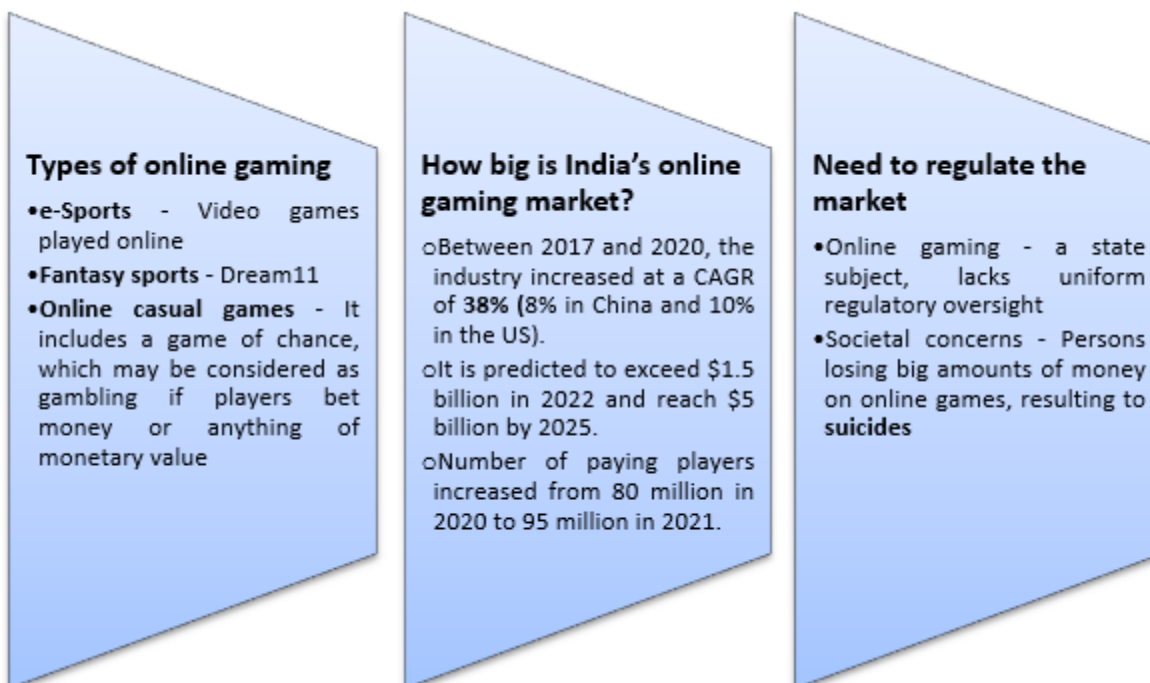 Types of online gaming
•e-Sports - Video games
played online
•Fantasy sports - Dream11
•Online casual games - It
includes a game of chance,
which may be considered as
gambling if players bet
money or anything of
monetary value
How big is India’s online
gaming market?
oBetween 2017 and 2020, the
industry increased at a CAGR
of 38% (8% in China and 10%
in the US).
oIt is predicted to exceed $1.5
billion in 2022 and reach $5
billion by 2025.
oNumber of paying players
increased from 80 million in
2020 to 95 million in 2021.
Need to regulate the
market
•Online gaming - a state
subject, lacks uniform
regulatory oversight
•Societal concerns - Persons
losing big amounts of money
on online games, resulting to
suicides